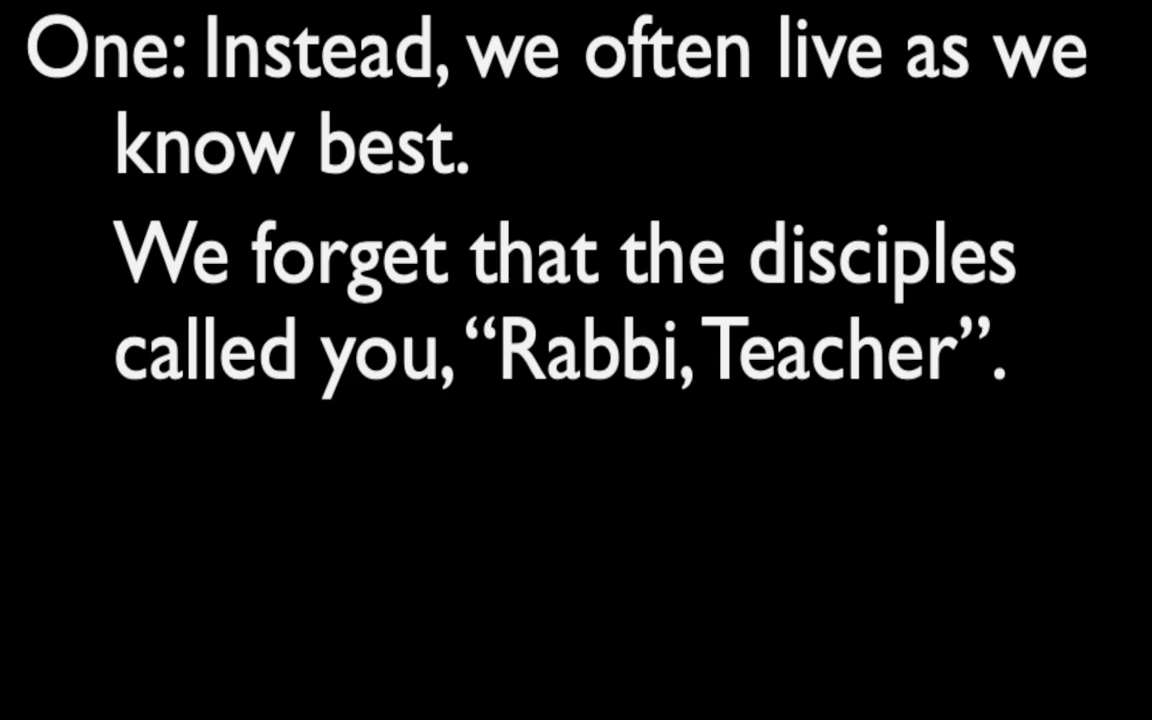 One: Instead, we often live as we
know best.
We forget that the disciples
called you, “Rabbi, Teacher”.